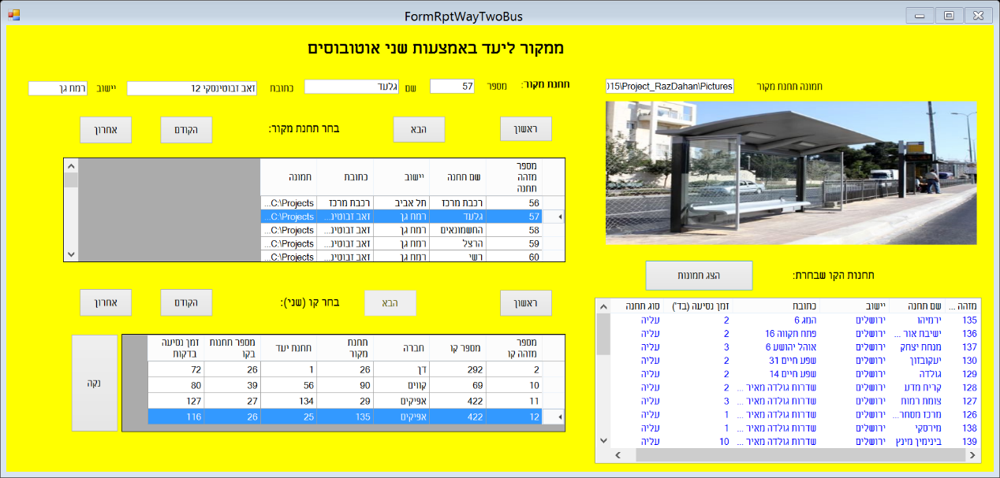 FormRptWayTwoBus
ממקור ליעד באמצעות שני אוטובוסים
תמונה תחנת מקור )15\Project_RazDahan\Pictures
תחנת מקור: מספר 57 שם גלעד כתובת זאב זבוטינסקי 12 יישוב רמת גן
ראשון הבא בחר תחנת מקור: הקודם אחרון
מספר מזהה תחנה שם תחנה יישוב כתובת תמונה
56 רכבת מרכז תל אביב רכבת מרכז C:\Projects...
57 גלעד רמת גן זאב זבוטינ... C:\Projects...
58 החשמונאים רמת גן זאב זבוטינ... C:\Projects...
59 הרצל רמת גן זאב זבוטינ... C:\Projects...
60 רשי רמת גן זאב זבוטינ... C:\Projects...
תחנות הקו שבחרת: הצג תמונות
ראשון הבא בחר קו (שני): הקודם אחרון
מזהה ... שם תחנה יישוב כתובת זמן נסיעה (בד') סוג תחנה
135 ירמיהו ירושלים המג 6 2 עליה
136 ישיבת אור ... ירושלים פתח תקווה 16 2 עליה
137 מנחת יצחק ירושלים אוהל יהושע 6 3 עליה
130 יעקובזון ירושלים שפע חיים 31 2 עליה
129 גולדה ירושלים שפע חיים 14 2 עליה
128 קרית מדע ירושלים שדרות גולדה מאיר ... 2 עליה
127 צומת רמות ירושלים שדרות גולדה מאיר ... 3 עליה
126 מרכז מסחר... ירושלים שדרות גולדה מאיר ... 1 עליה
138 מירסקי ירושלים שדרות גולדה מאיר ... 1 עליה
139 בינימין מינץ ירושלים שדרות גולדה מאיר ... 10 עליה
מספר מזהה קו מספר קו חברה תחנת מקור תחנת יעד מספר תחנות בקו זמן נסיעה בדקות
2 292 דן 26 1 26 72
10 69 קווים 90 56 39 80
11 422 אפיקים 29 134 27 127
12 422 אפיקים 135 25 26 116
נקה